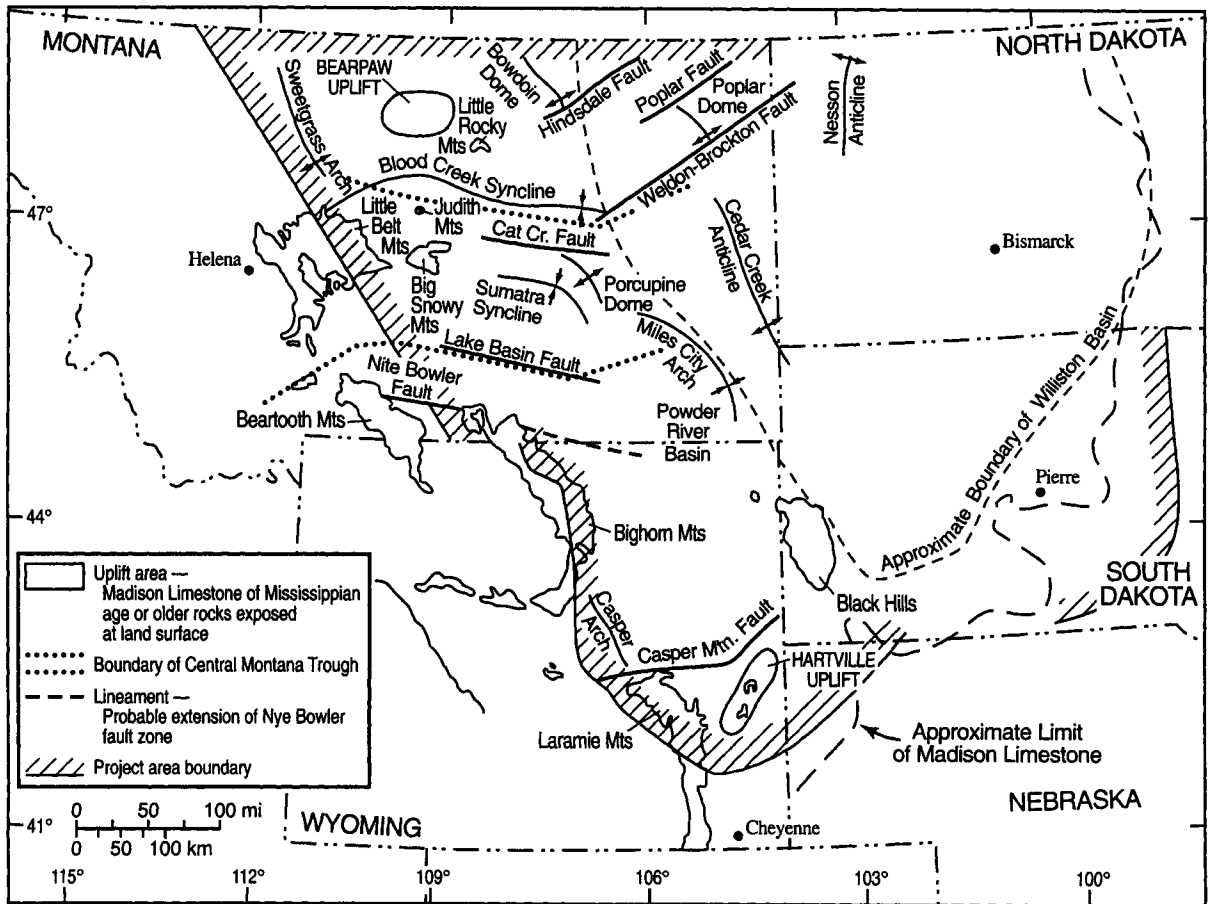 MONTANA
NORTH DAKOTA
BEARPAW
UPLIFT
Sweetgrass Arch
Little
Rocky
Mts
Bowdoin
Dome
Hindsdale Fault
Poplar Fault
Poplar
Dome
Weldon-Brockton Fault
Nesson
Anticline
Blood Creek Syncline
47°
Little
Belt
Mts
Judith
Mts
Cat Cr. Fault
Cedar Creek
Anticline
Bismarck
Helena
Big
Snowy
Mts
Sumatra
Syncline
Porcupine
Dome
Miles City
Arch
Lake Basin Fault
Nite Bowler
Fault
Beartooth Mts
Powder
River
Basin
Approximate Boundary of Williston Basin
Pierre
44°
Bighorn Mts
Black Hills
SOUTH
DAKOTA
Uplift area —
Madison Limestone of Mississippian
age or older rocks exposed
at land surface
Boundary of Central Montana Trough
Lineament —
Probable extension of Nye Bowler
fault zone
Project area boundary
Casper
Arch
Casper M'tn. Fault
HARTVILLE
UPLIFT
Laramie Mts
Approximate Limit
of Madison Limestone
NEBRASKA
0 50 100 mi
0 50 100 km
41°
WYOMING
Cheyenne
115° 112° 109° 106° 103° 100°